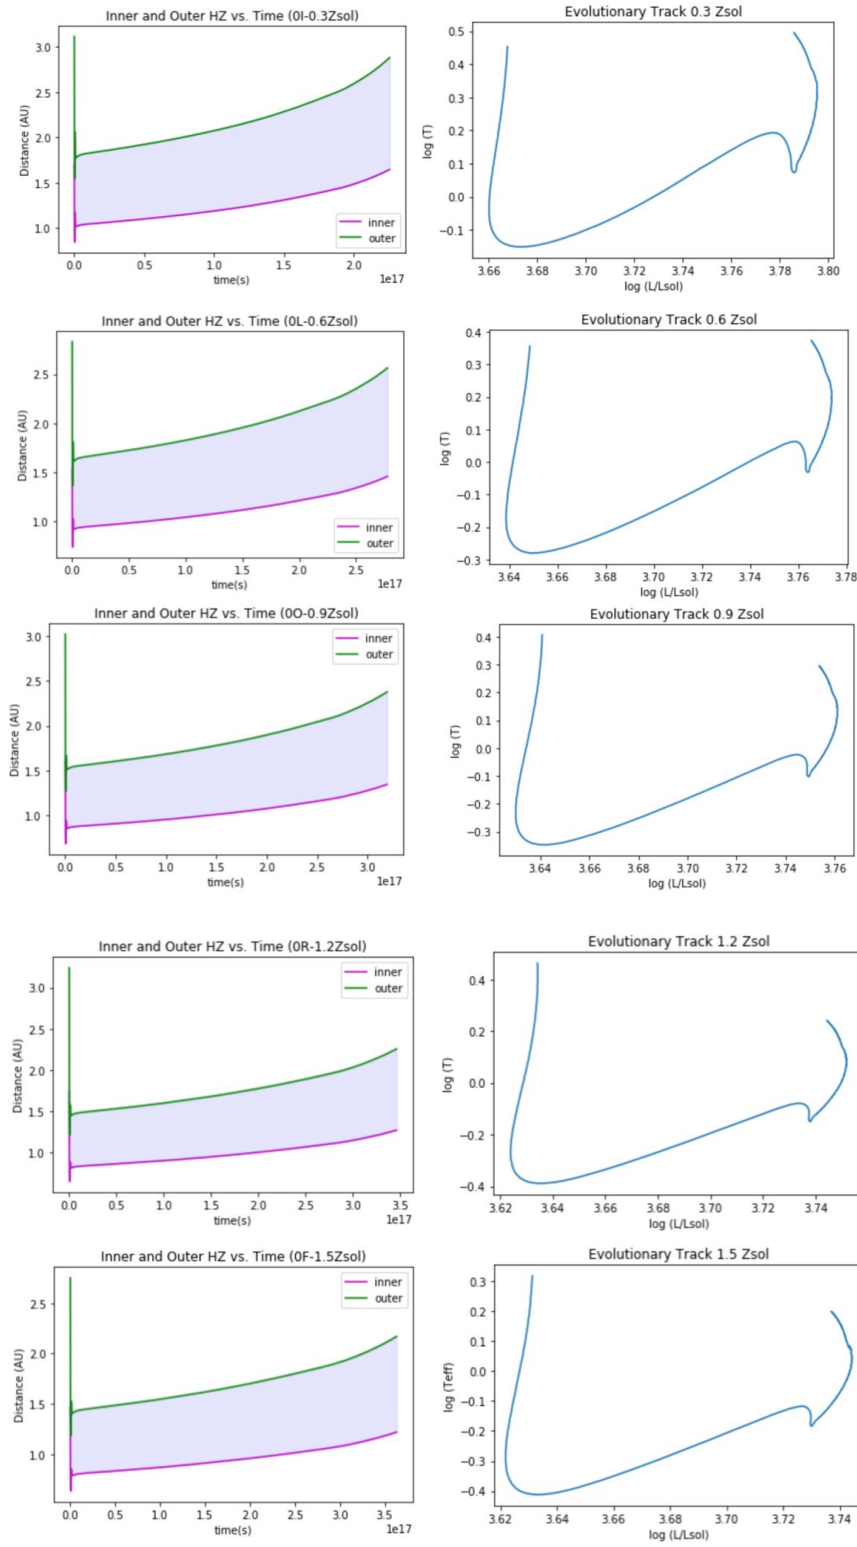 Inner and Outer HZ vs. Time (0I-0.3Zsol)
Distance (AU)
3.0
2.5
2.0
1.5
1.0
inner
outer
0.0 0.5 1.0 1.5 2.0
time(s)
1e17
Evolutionary Track 0.3 Zsol
log (T)
0.5
0.4
0.3
0.2
0.1
0.0
−0.1
3.66 3.68 3.70 3.72 3.74 3.76 3.78 3.80
log (L/Lsol)
Inner and Outer HZ vs. Time (0L-0.6Zsol)
Distance (AU)
2.5
2.0
1.5
1.0
inner
outer
0.0 0.5 1.0 1.5 2.0 2.5
time(s)
1e17
Evolutionary Track 0.6 Zsol
log (T)
0.4
0.3
0.2
0.1
0.0
−0.1
−0.2
−0.3
3.64 3.66 3.68 3.70 3.72 3.74 3.76 3.78
log (L/Lsol)
Inner and Outer HZ vs. Time (0O-0.9Zsol)
Distance (AU)
3.0
2.5
2.0
1.5
1.0
inner
outer
0.0 0.5 1.0 1.5 2.0 2.5 3.0
time(s)
1e17
Evolutionary Track 0.9 Zsol
log (T)
0.4
0.3
0.2
0.1
0.0
−0.1
−0.2
−0.3
3.64 3.66 3.68 3.70 3.72 3.74 3.76
log (L/Lsol)
Inner and Outer HZ vs. Time (0R-1.2Zsol)
Distance (AU)
3.0
2.5
2.0
1.5
1.0
inner
outer
0.0 0.5 1.0 1.5 2.0 2.5 3.0 3.5
time(s)
1e17
Evolutionary Track 1.2 Zsol
log (T)
0.4
0.2
0.0
−0.2
−0.4
3.62 3.64 3.66 3.68 3.70 3.72 3.74
log (L/Lsol)
Inner and Outer HZ vs. Time (0F-1.5Zsol)
Distance (AU)
2.5
2.0
1.5
1.0
inner
outer
0.0 0.5 1.0 1.5 2.0 2.5 3.0 3.5
time(s)
1e17
Evolutionary Track 1.5 Zsol
log (Teff)
0.3
0.2
0.1
0.0
−0.1
−0.2
−0.3
−0.4
3.62 3.64 3.66 3.68 3.70 3.72 3.74
log (L/Lsol)